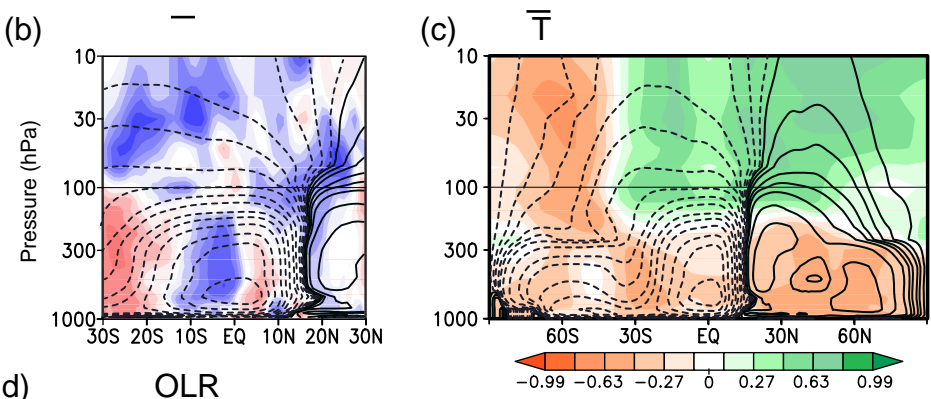 (b)
(c) T
10
30
100
300
1000
Pressure (hPa)
30S 20S 10S EQ 10N 20N 30N
10
30
100
300
1000
60S 30S EQ 30N 60N
−0.99 −0.63 −0.27 0 0.27 0.63 0.99
d) OLR